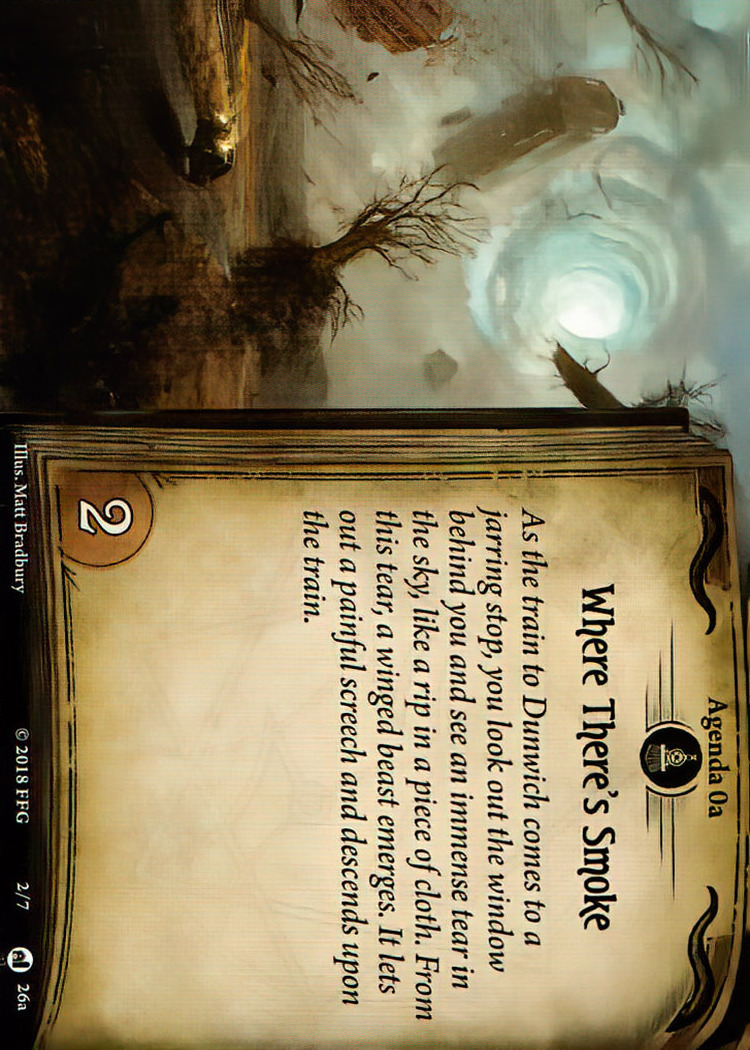 Agenda 0a
Where There's Smoke
As the train to Dunwich comes to a
jarring stop, you look out the window
behind you and see an immense tear in
the sky, like a rip in a piece of cloth. From
this tear, a winged beast emerges. It lets
out a painful screech and descends upon
the train.
2
Illus. Matt Bradbury
© 2018 FFG
2/7
26a